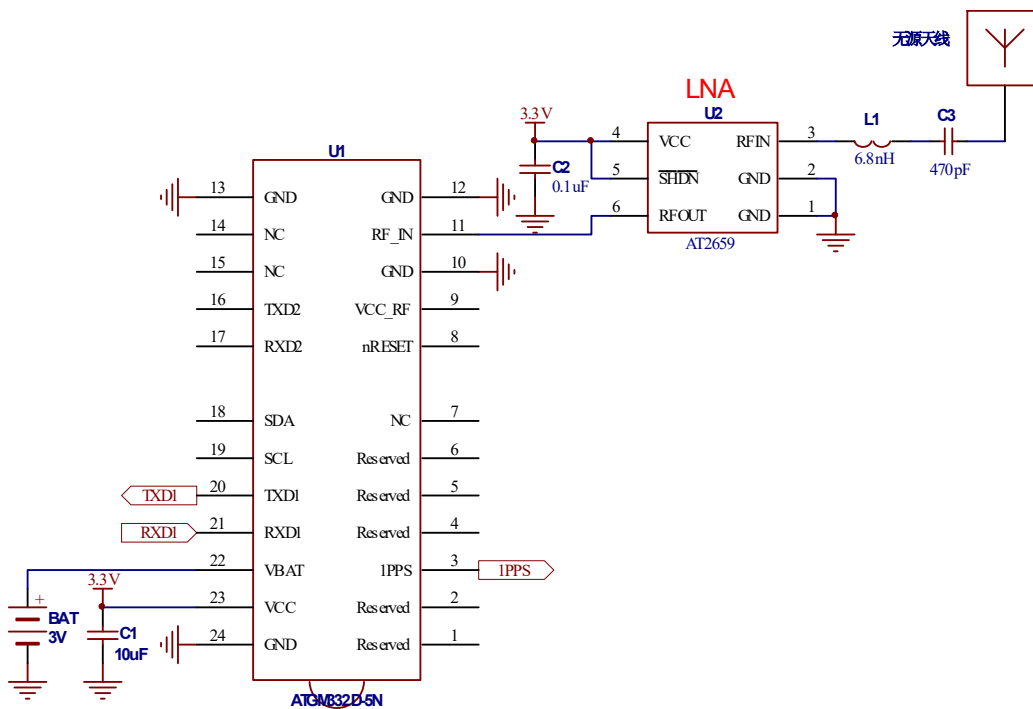 无源天线
LNA
U2
3.3V
4 VCC RFIN 3
L1
6.8nH
C3
470pF
C2
0.1uF
5 SHDN GND 2
6 RFOUT GND 1
AT2659
U1
13 GND GND 12
14 NC RF_IN 11
15 NC GND 10
16 TXD2 VCC_RF 9
17 RXD2 nRESET 8
18 SDA NC 7
19 SCL Reserved 6
TXD1 20 TXD1 Reserved 5
RXD1 21 RXD1 Reserved 4
22 VBAT 1PPS 3 1PPS
3.3V
23 VCC Reserved 2
24 GND Reserved 1
+
BAT
3V
C1
10uF
ATGM332D-5N